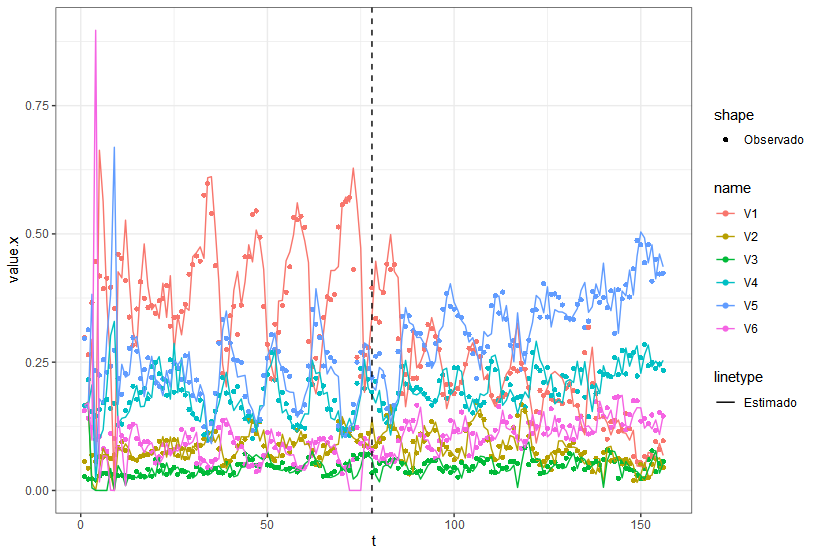 value.x
0.75
0.50
0.25
0.00
0
50
100
150
t
shape
Observado
name
V1
V2
V3
V4
V5
V6
linetype
Estimado